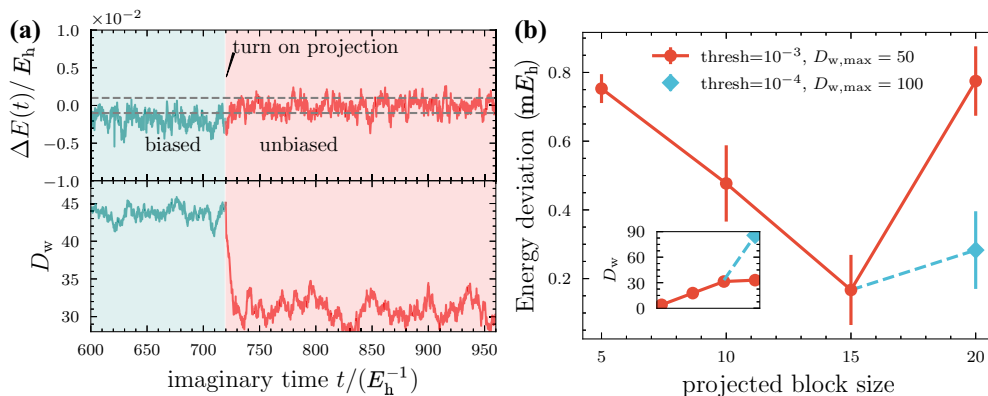 (a)
×10⁻²
ΔE(t)/E_h
1.0
0.5
0.0
−0.5
−1.0
turn on projection
biased
unbiased
D_w
45
40
35
30
600
650
700
750
800
850
900
950
imaginary time t/(E_h⁻¹)
(b)
Energy deviation (mE_h)
0.8
0.6
0.4
0.2
thresh=10⁻³, D_w,max = 50
thresh=10⁻⁴, D_w,max = 100
D_w
90
60
30
0
5
10
15
20
projected block size